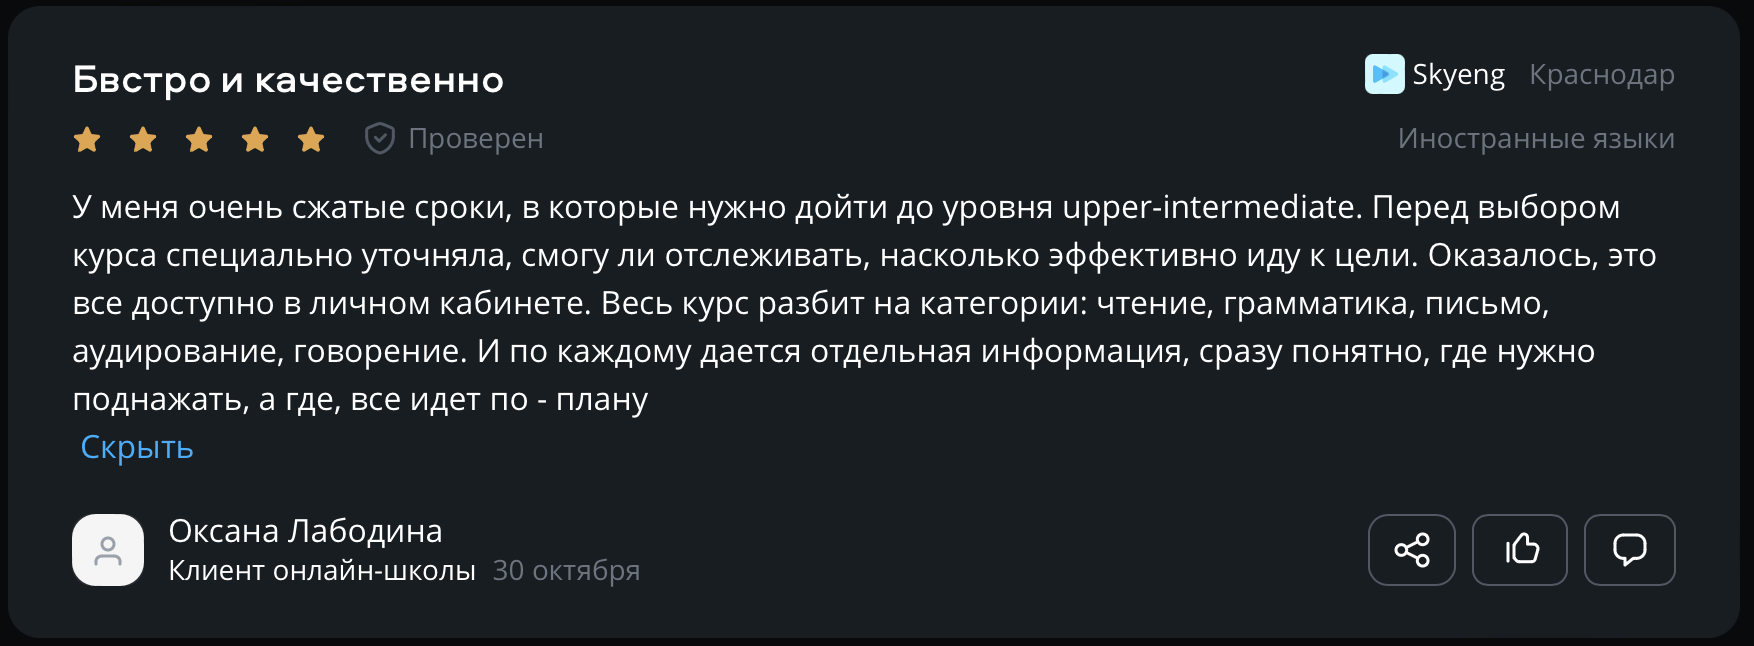 Бвстро и качественно
Skyeng Краснодар
Проверен
Иностранные языки
У меня очень сжатые сроки, в которые нужно дойти до уровня upper-intermediate. Перед выбором
курса специально уточняла, смогу ли отслеживать, насколько эффективно иду к цели. Оказалось, это
все доступно в личном кабинете. Весь курс разбит на категории: чтение, грамматика, письмо,
аудирование, говорение. И по каждому дается отдельная информация, сразу понятно, где нужно
поднажать, а где, все идет по - плану
Скрыть
Оксана Лабодина
Клиент онлайн-школы 30 октября